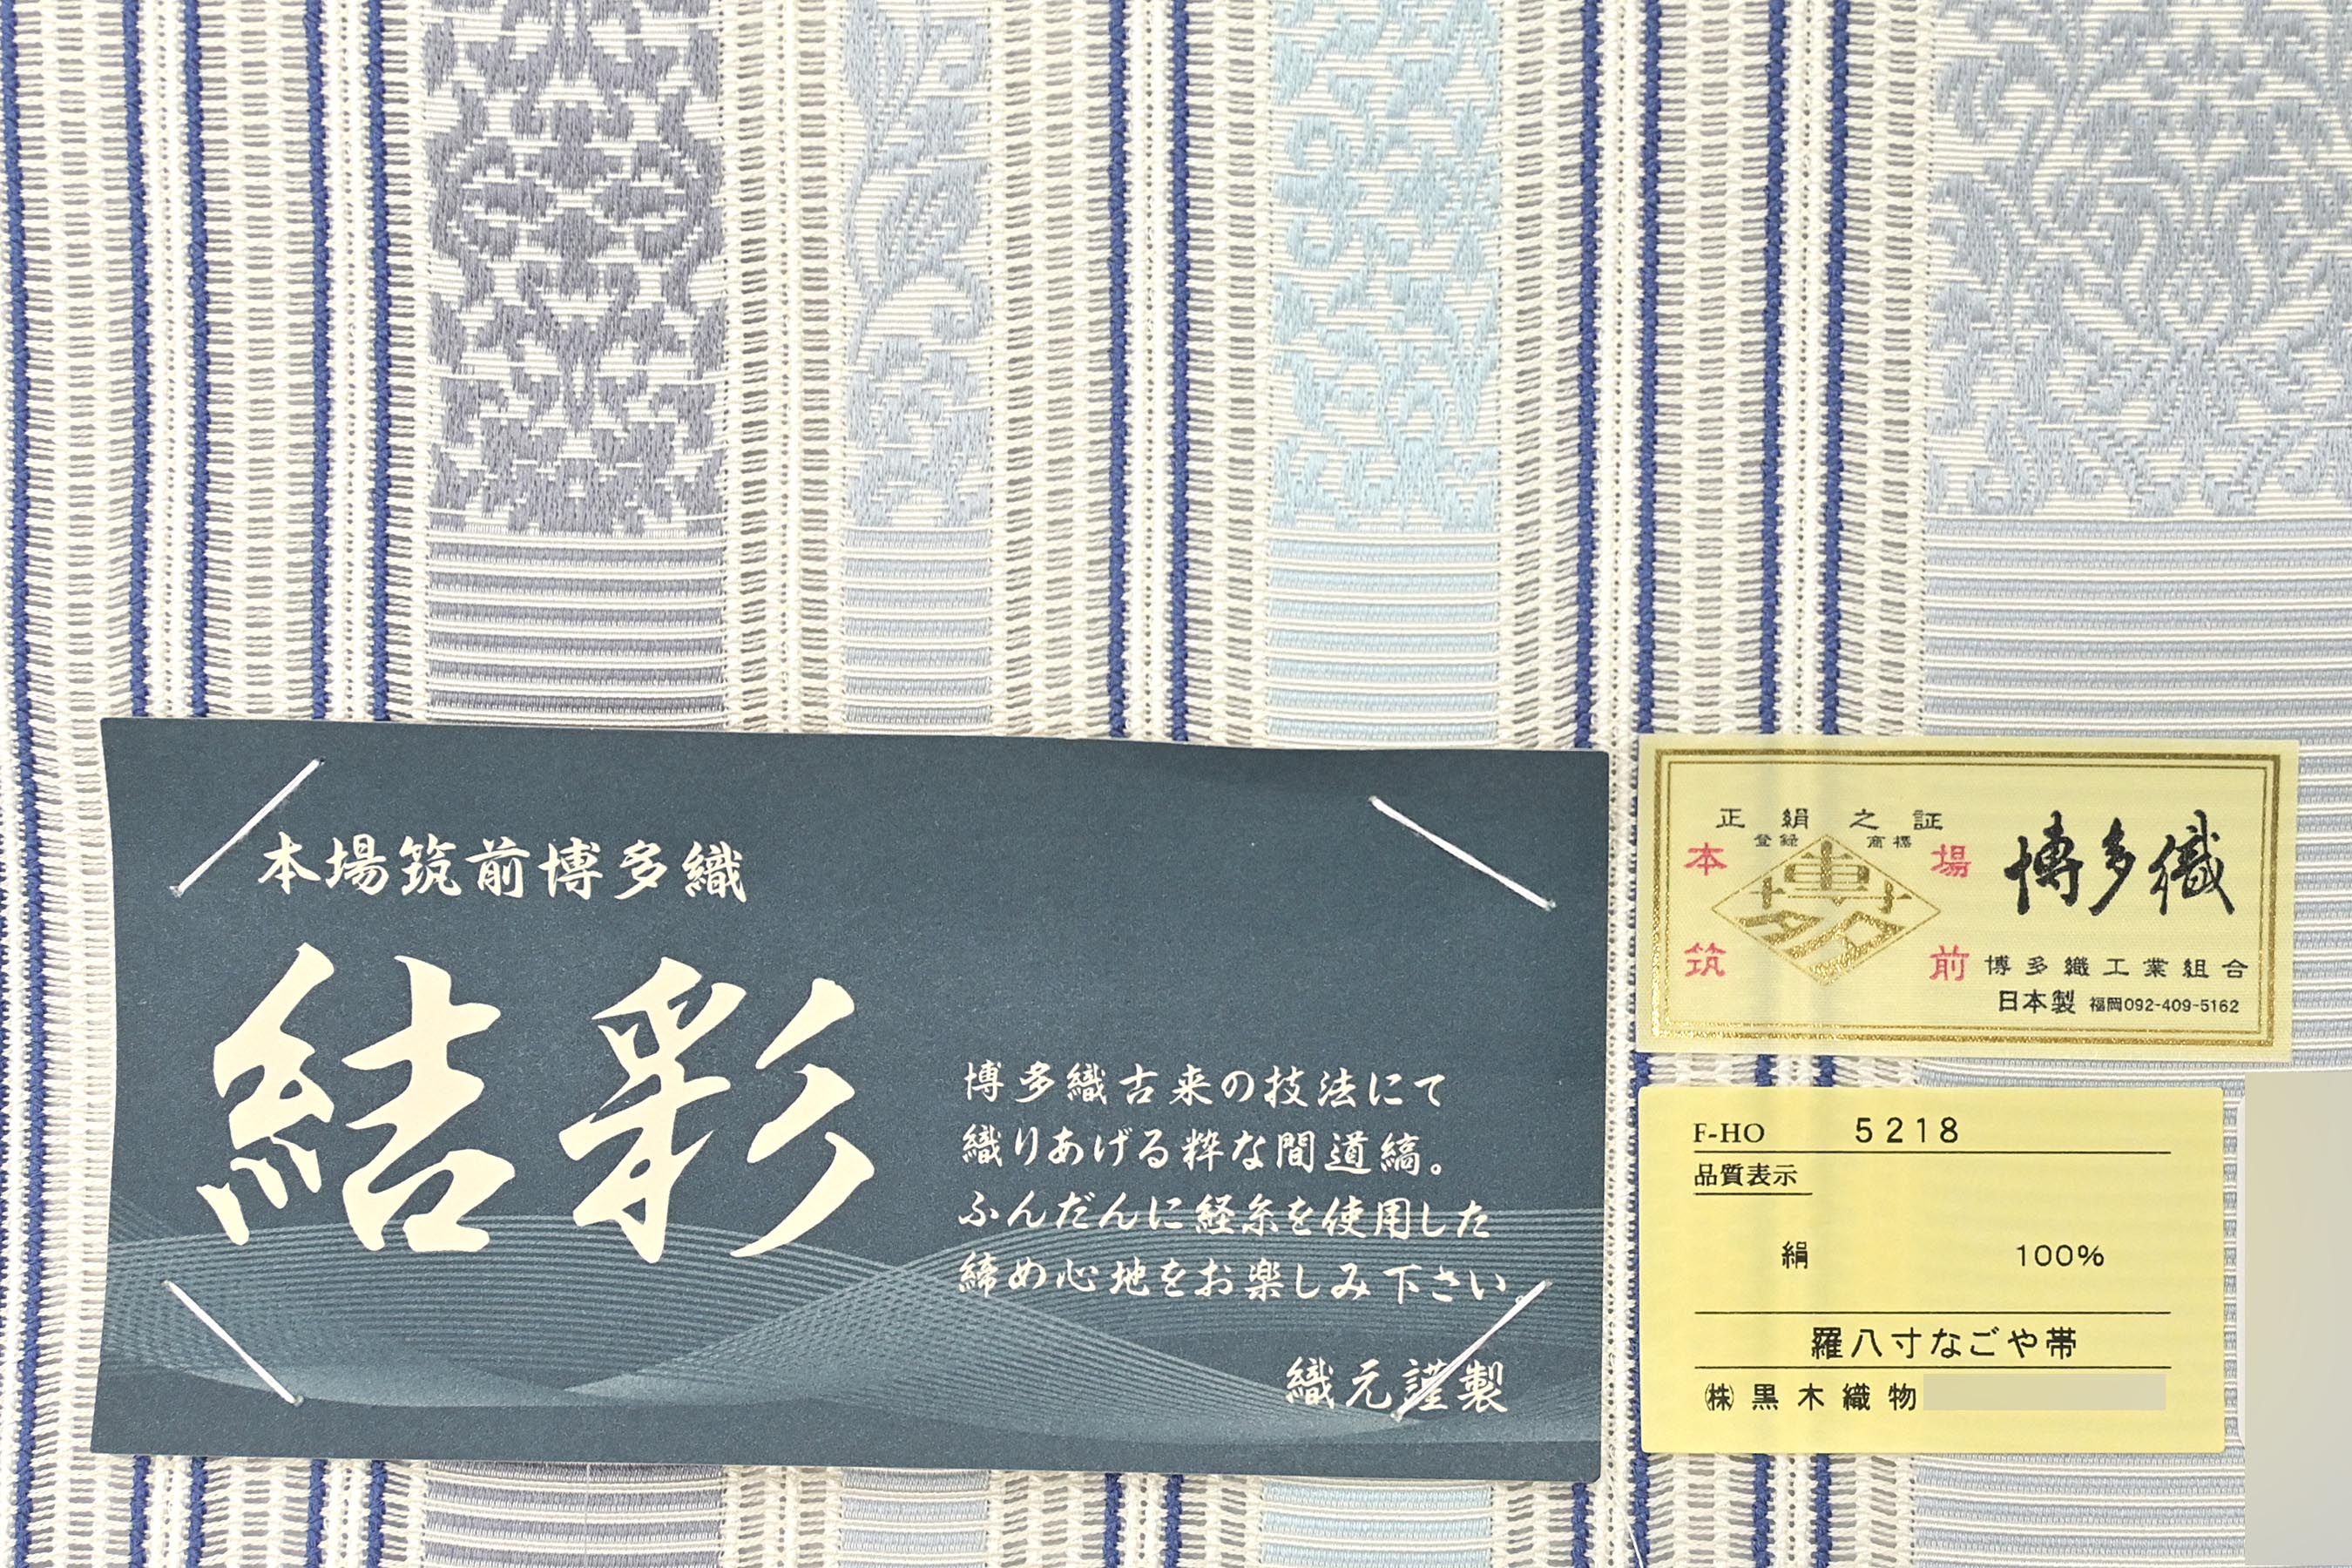 本場筑前博多織
結彩
博多織古来の技法にて
織りあげる粋な間道縞。
ふんだんに経糸を使用した
締め心地をお楽しみ下さい。
織元謹製
正絹之証
登録 商標
本 場
博多
筑 前
博多織
博多織工業組合
日本製 福岡092-409-5162
F-HO 5218
品質表示
絹 100%
羅八寸なごや帯
㈱黒木織物